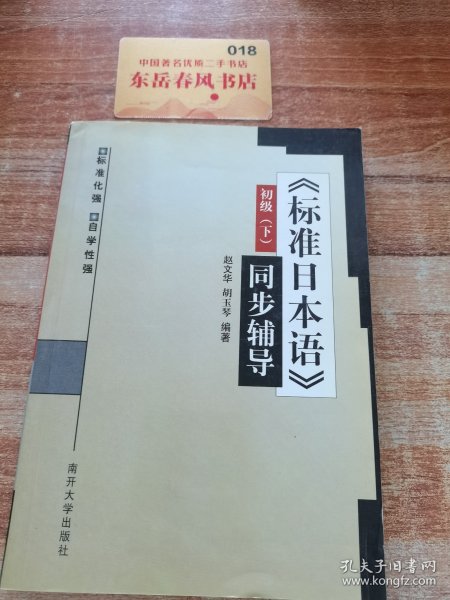 018
中国著名优质二手书店
东岳春风书店
《标准日本语》
初级(下)
同步辅导
赵文华 胡玉琴 编著
标准化强
自学性强
南开大学出版社
孔夫子旧书网
www.kongfz.com